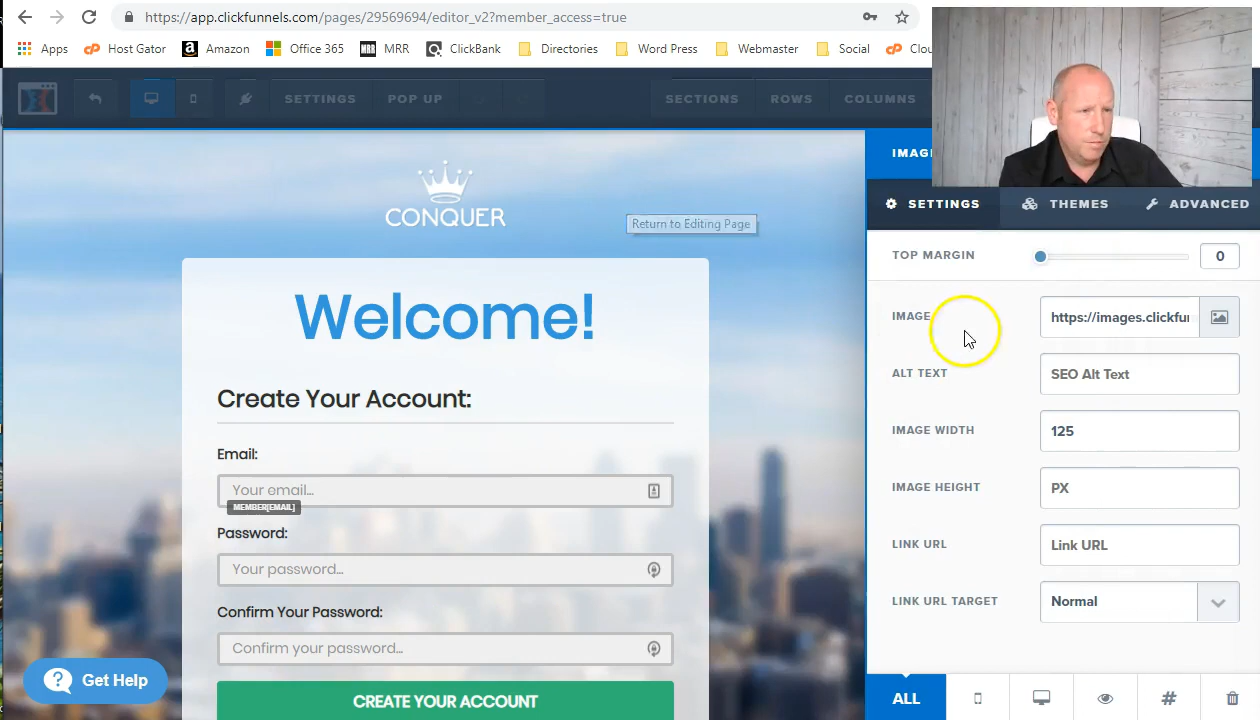 https://app.clickfunnels.com/pages/29569694/editor_v2?member_access=true
Apps Host Gator Amazon Office 365 MRR ClickBank Directories Word Press Webmaster Social Clou
SETTINGS POP UP SECTIONS ROWS COLUMNS
IMAG
SETTINGS THEMES ADVANCED
CONQUER
Return to Editing Page
TOP MARGIN 0
Welcome!
IMAGE https://images.clickfur
ALT TEXT SEO Alt Text
Create Your Account:
IMAGE WIDTH 125
Email:
Your email...
MEMBER[EMAIL]
IMAGE HEIGHT PX
Password:
LINK URL Link URL
Your password...
Confirm Your Password:
LINK URL TARGET Normal
Confirm your password...
? Get Help
CREATE YOUR ACCOUNT
ALL #